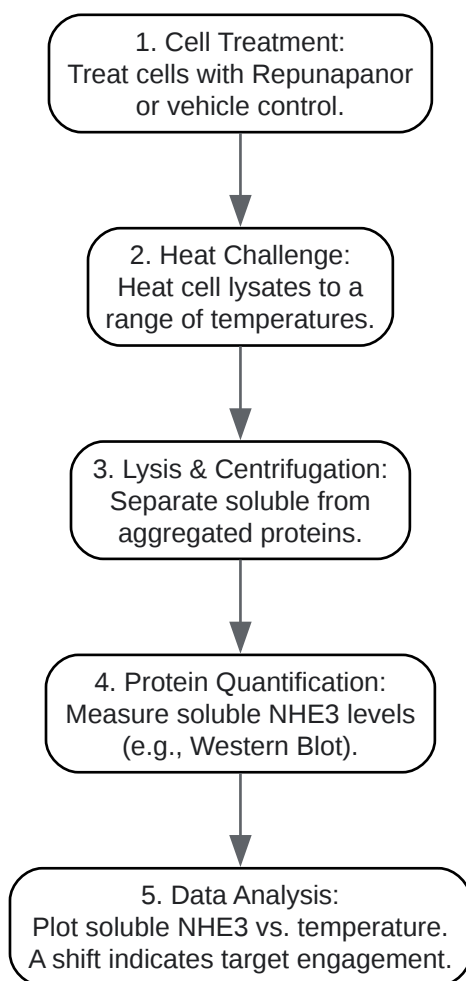 1. Cell Treatment:
Treat cells with Repunapanor
or vehicle control.
2. Heat Challenge:
Heat cell lysates to a
range of temperatures.
3. Lysis & Centrifugation:
Separate soluble from
aggregated proteins.
4. Protein Quantification:
Measure soluble NHE3 levels
(e.g., Western Blot).
5. Data Analysis:
Plot soluble NHE3 vs. temperature.
A shift indicates target engagement.